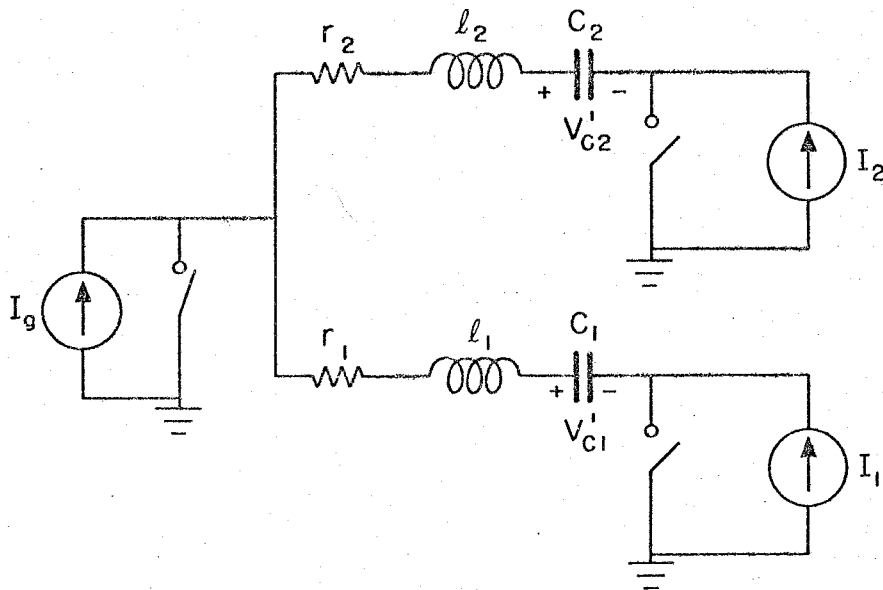 r₂ ℓ₂ C₂
+ -
V'C2
I₂
Ig
r₁ ℓ₁ C₁
+ -
V'C1
I₁